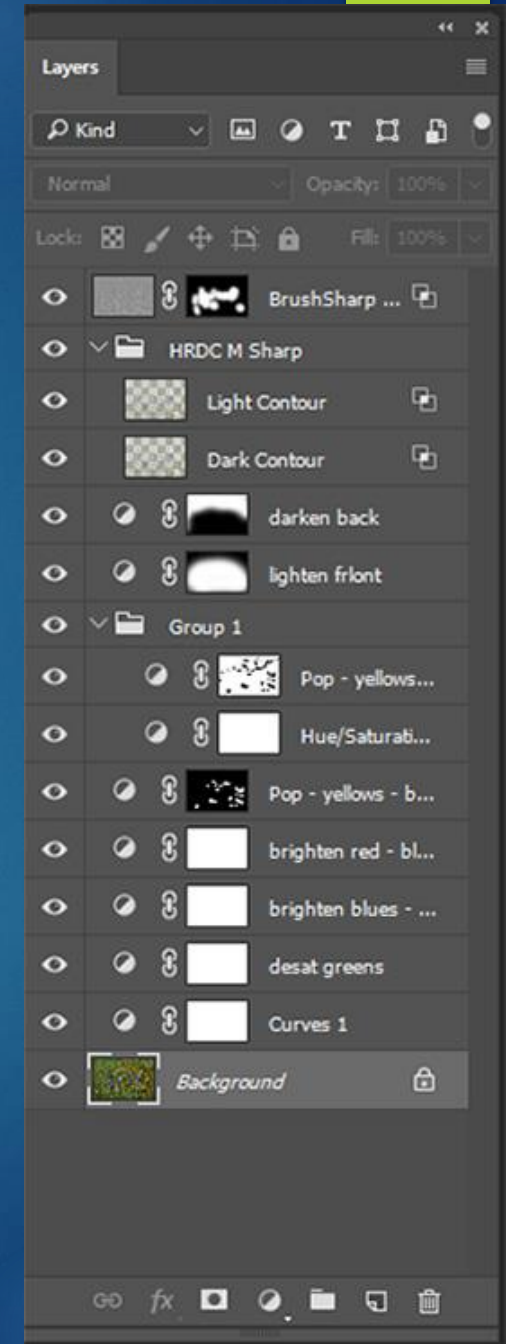 Layers
Kind
Normal Opacity: 100%
Lock: Fill: 100%
BrushSharp ...
HRDC M Sharp
Light Contour
Dark Contour
darken back
lighten frlont
Group 1
Pop - yellows...
Hue/Saturati...
Pop - yellows - b...
brighten red - bl...
brighten blues - ...
desat greens
Curves 1
Background
fx